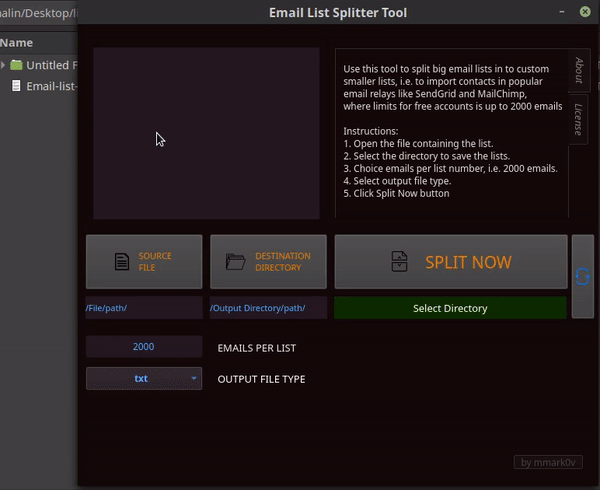 alin/Desktop/li
Email List Splitter Tool
Name
Untitled F
Email-list-
Use this tool to split big email lists in to custom
smaller lists, i.e. to import contacts in popular
email relays like SendGrid and MailChimp,
where limits for free accounts is up to 2000 emails
Instructions:
1. Open the file containing the list.
2. Select the directory to save the lists.
3. Choice emails per list number, i.e. 2000 emails.
4. Select output file type.
5. Click Split Now button
About
License
SOURCE
FILE
DESTINATION
DIRECTORY
SPLIT NOW
/File/path/
/Output Directory/path/
Select Directory
2000
EMAILS PER LIST
txt
OUTPUT FILE TYPE
by mmark0v